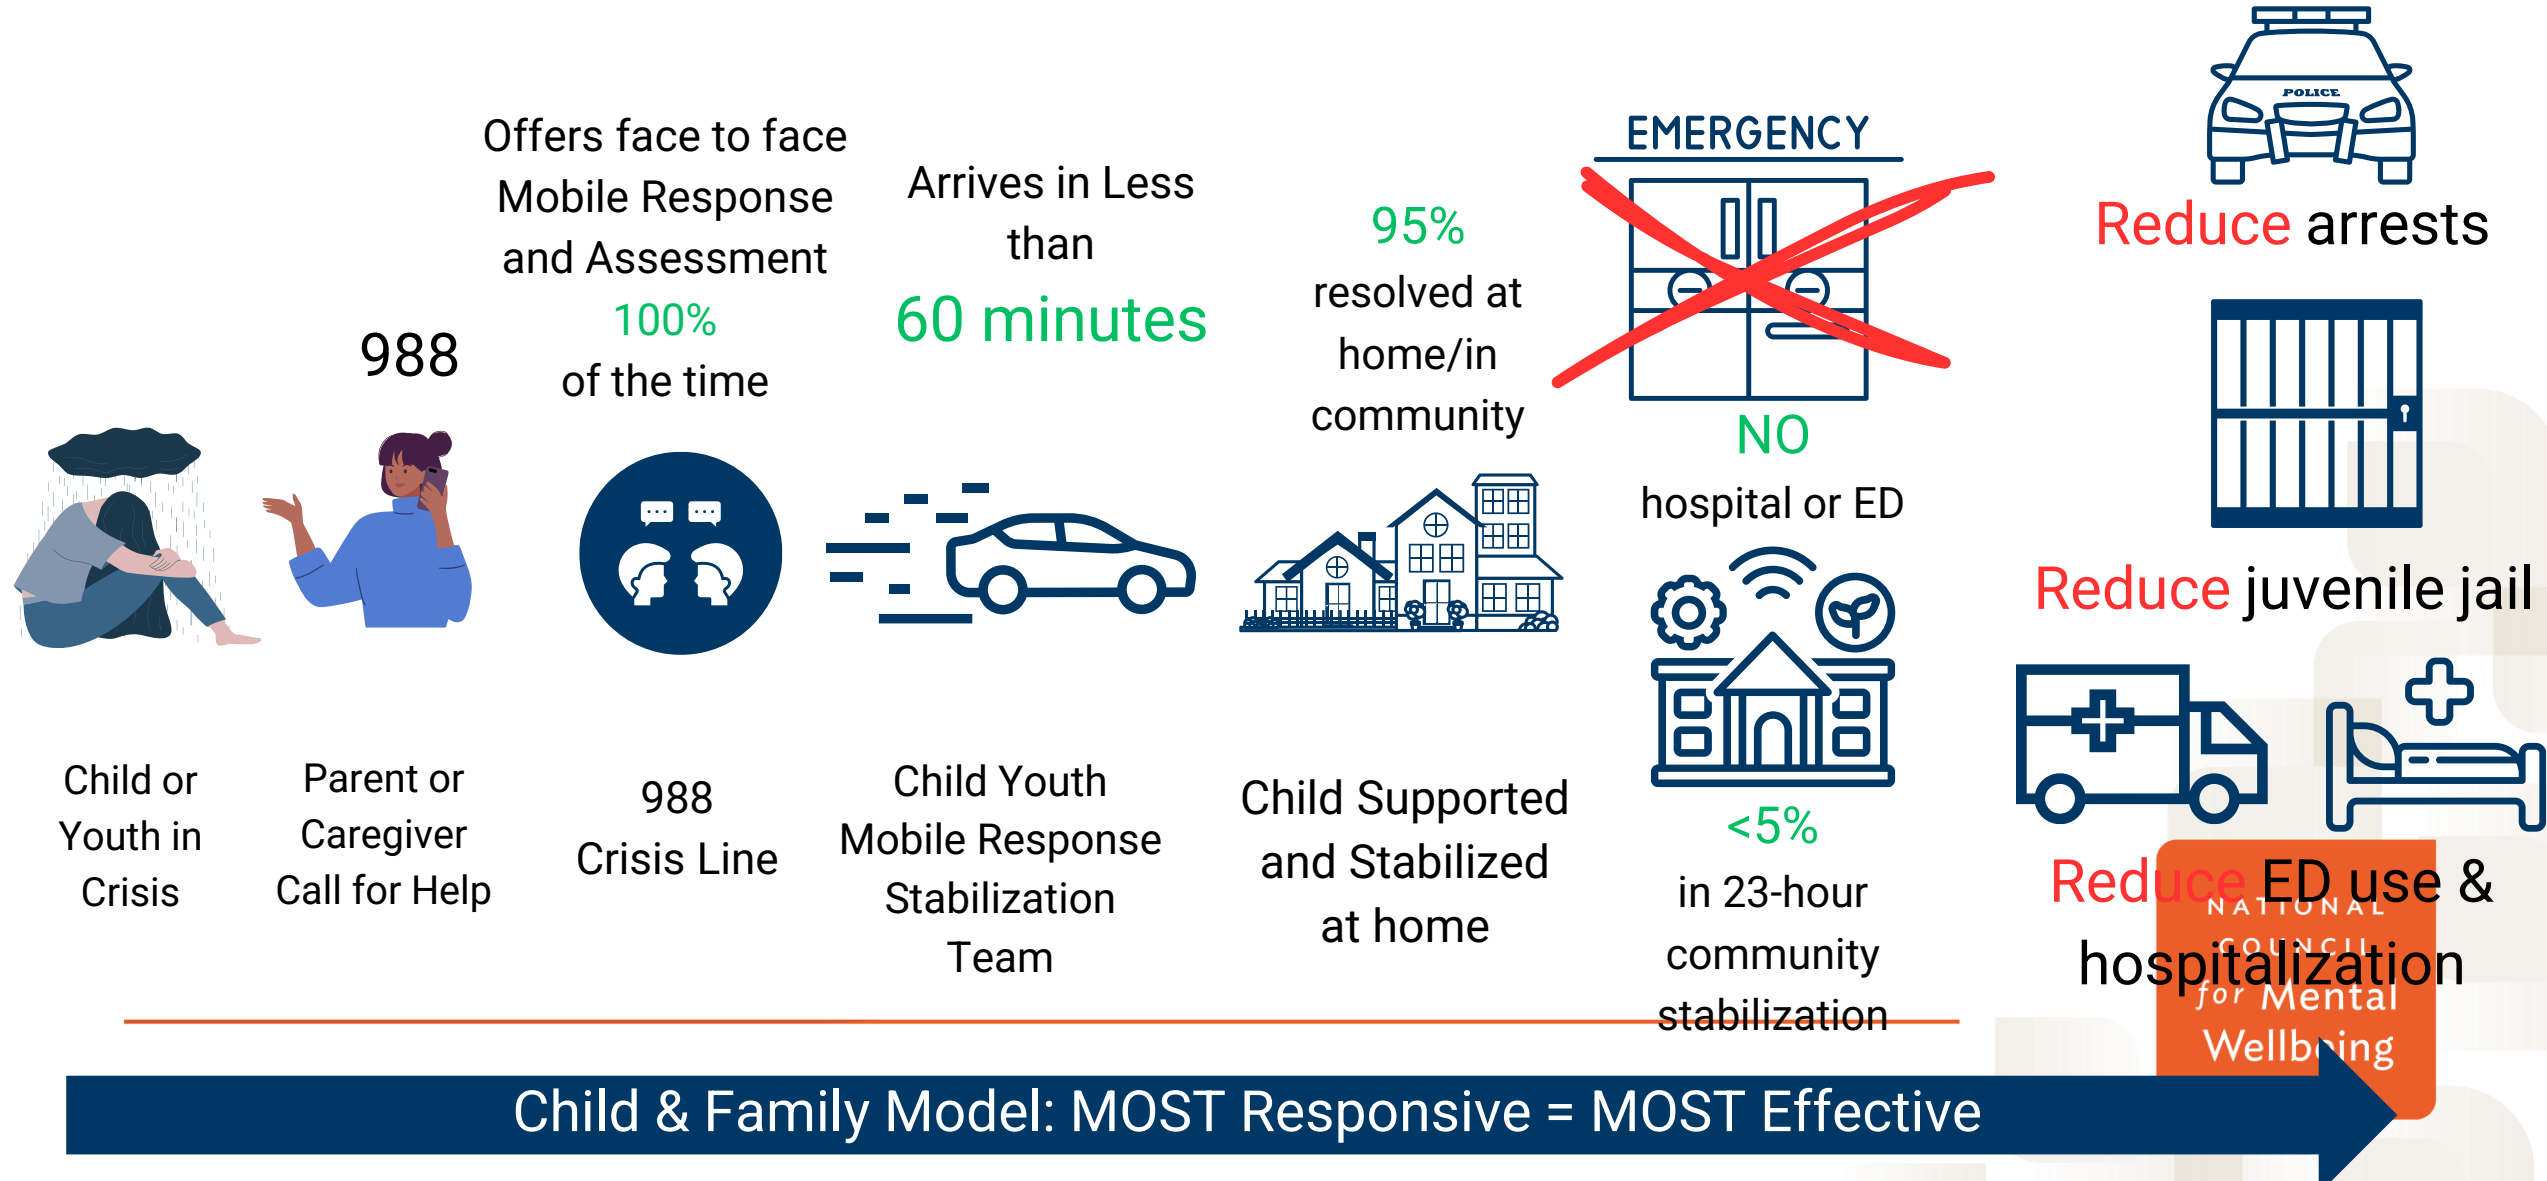 988
Offers face to face
Mobile Response
and Assessment
100%
of the time
Arrives in Less
than
60 minutes
95%
resolved at
home/in
community
EMERGENCY
NO
hospital or ED
<5%
in 23-hour
community
stabilization
POLICE
Reduce arrests
Reduce juvenile jail
Reduce ED use &
hospitalization
Child or
Youth in
Crisis
Parent or
Caregiver
Call for Help
988
Crisis Line
Child Youth
Mobile Response
Stabilization
Team
Child Supported
and Stabilized
at home
NATIONAL
COUNCIL
for Mental
Wellbeing
Child & Family Model: MOST Responsive = MOST Effective